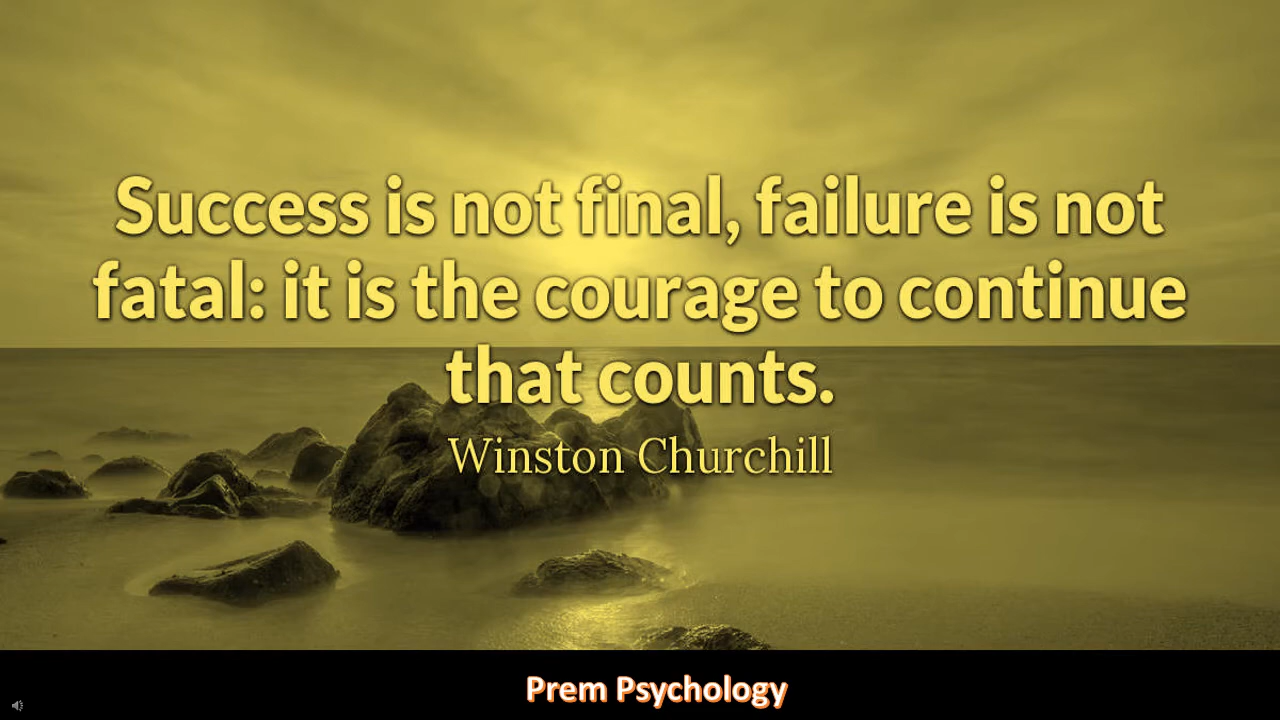 Success is not final, failure is not
fatal: it is the courage to continue
that counts.
Winston Churchill
Prem Psychology